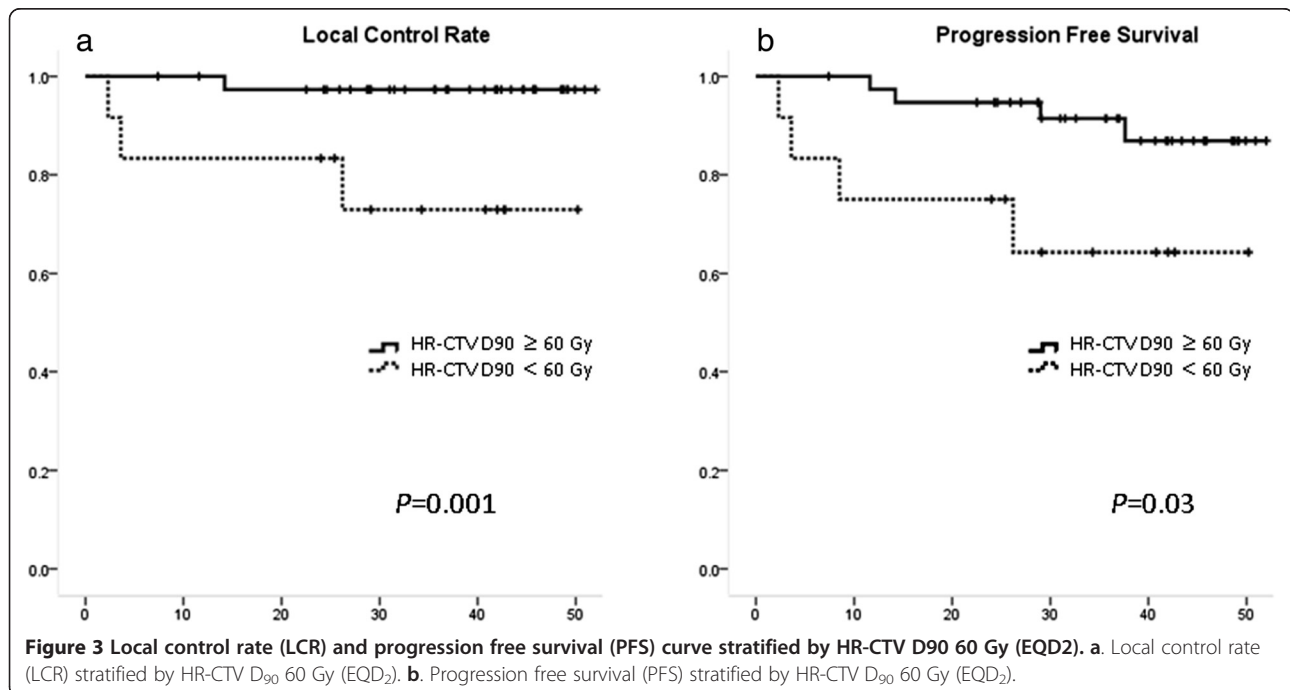 a
Local Control Rate
1.0
0.8
0.6
0.4
0.2
0.0
HR-CTV D90 ≥ 60 Gy
HR-CTV D90 < 60 Gy
P=0.001
0 10 20 30 40 50
b
Progression Free Survival
1.0
0.8
0.6
0.4
0.2
0.0
HR-CTV D90 ≥ 60 Gy
HR-CTV D90 < 60 Gy
P=0.03
0 10 20 30 40 50
Figure 3 Local control rate (LCR) and progression free survival (PFS) curve stratified by HR-CTV D90 60 Gy (EQD2). a. Local control rate
(LCR) stratified by HR-CTV D₉₀ 60 Gy (EQD₂). b. Progression free survival (PFS) stratified by HR-CTV D₉₀ 60 Gy (EQD₂).